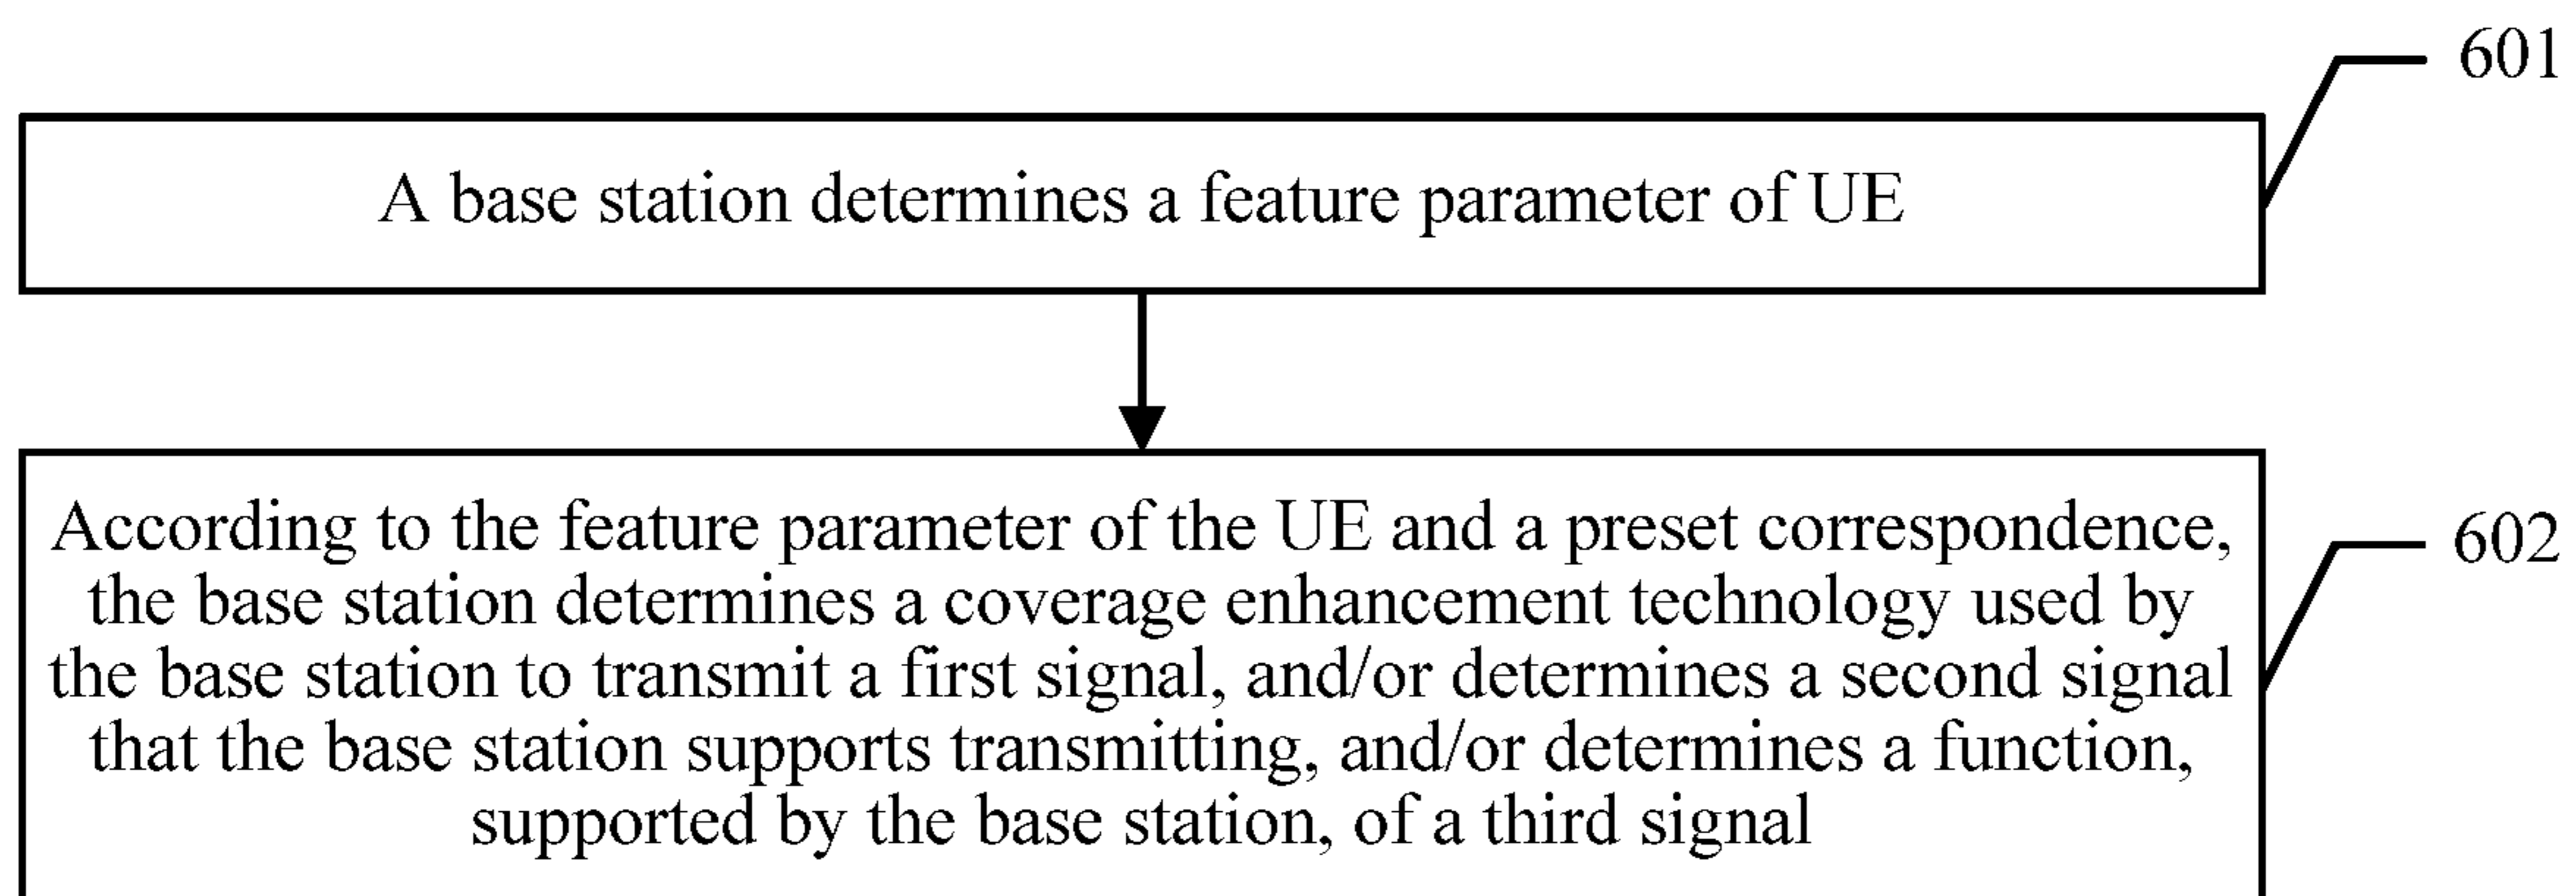 601
A base station determines a feature parameter of UE
According to the feature parameter of the UE and a preset correspondence,
the base station determines a coverage enhancement technology used by
the base station to transmit a first signal, and/or determines a second signal
that the base station supports transmitting, and/or determines a function,
supported by the base station, of a third signal
602